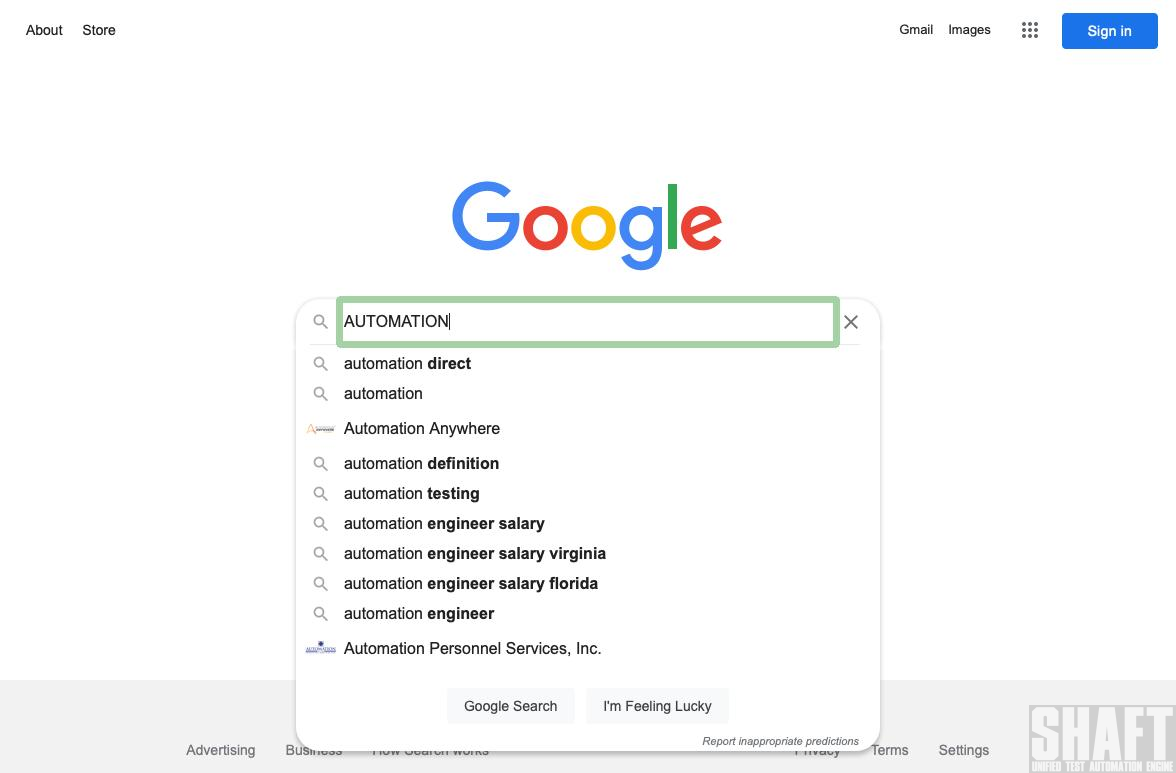 About Store Gmail Images Sign in
Google
AUTOMATION
automation direct
automation
Automation Anywhere
automation definition
automation testing
automation engineer salary
automation engineer salary virginia
automation engineer salary florida
automation engineer
AUTOMATION
Automation Personnel Services, Inc.
Google Search I'm Feeling Lucky
Report inappropriate predictions
Advertising Business How Search works Privacy Terms Settings
SHAFT
UNIFIED TEST AUTOMATION ENGINE